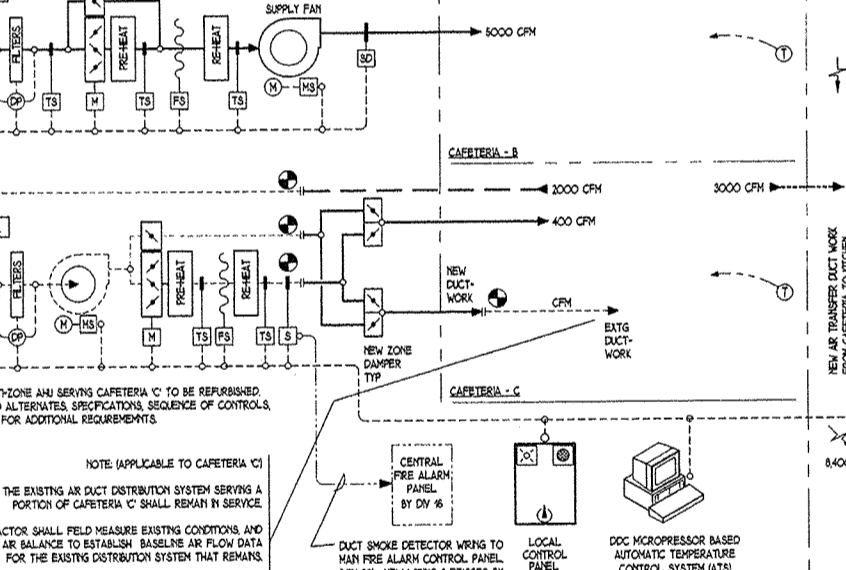 SUPPLY FAN
5000 CFM
FILTERS
PRE-HEAT
RE-HEAT
T
SD
DP
TS
M
TS
FS
TS
M
MS
CAFETERIA - B
2000 CFM
3000 CFM
400 CFM
FILTERS
PRE-HEAT
RE-HEAT
NEW
DUCT-
WORK
CFM
T
EXTG
DUCT-
WORK
DP
M
MS
M
TS
FS
TS
S
NEW ZONE
DAMPER
TYP
NEW AIR TRANSFER DUCT WORK
FROM CAFETERIA TO KITCHEN
CAFETERIA - C
TI-ZONE AHU SERVING CAFETERIA 'C' TO BE REFURBISHED.
ALTERNATES, SPECIFICATIONS, SEQUENCE OF CONTROLS,
FOR ADDITIONAL REQUIREMEMNTS.
NOTE: (APPLICABLE TO CAFETERIA 'C')
THE EXISTING AIR DUCT DISTRIBUTION SYSTEM SERVING A
PORTION OF CAFETERIA 'C' SHALL REMAIN IN SERVICE.
ACTOR SHALL FIELD MEASURE EXISTING CONDITIONS, AND
AIR BALANCE TO ESTABLISH BASELINE AIR FLOW DATA
FOR THE EXISTING DISTRIBUTION SYSTEM THAT REMAINS.
CENTRAL
FIRE ALARM
PANEL
BY DIV 16
8,400
DUCT SMOKE DETECTOR WIRING TO
MAIN FIRE ALARM CONTROL PANEL,
LOCAL
CONTROL
PANEL
DDC MICROPRESSOR BASED
AUTOMATIC TEMPERATURE
CONTROL SYSTEM (ATS)